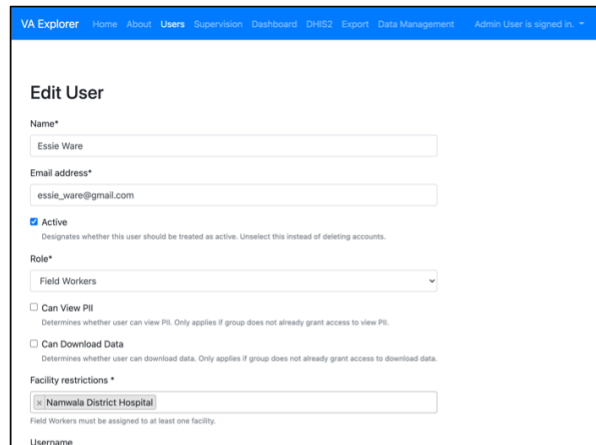 VA Explorer Home About Users Supervision Dashboard DHIS2 Export Data Management Admin User is signed in.
Edit User
Name*
Essie Ware
Email address*
essie_ware@gmail.com
Active
Designates whether this user should be treated as active. Unselect this instead of deleting accounts.
Role*
Field Workers
Can View PII
Determines whether user can view PII. Only applies if group does not already grant access to view PII.
Can Download Data
Determines whether user can download data. Only applies if group does not already grant access to download data.
Facility restrictions *
× Namwala District Hospital
Field Workers must be assigned to at least one facility.
Username